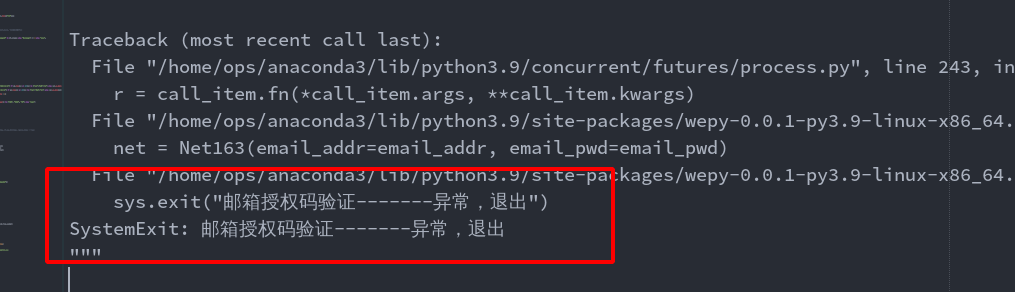 Traceback (most recent call last):
File "/home/ops/anaconda3/lib/python3.9/concurrent/futures/process.py", line 243, in
r = call_item.fn(*call_item.args, **call_item.kwargs)
File "/home/ops/anaconda3/lib/python3.9/site-packages/wepy-0.0.1-py3.9-linux-x86_64.
net = Net163(email_addr=email_addr, email_pwd=email_pwd)
File "/home/ops/anaconda3/lib/python3.9/site-packages/wepy-0.0.1-py3.9-linux-x86_64.
sys.exit("邮箱授权码验证-------异常，退出")
SystemExit: 邮箱授权码验证-------异常，退出
"""